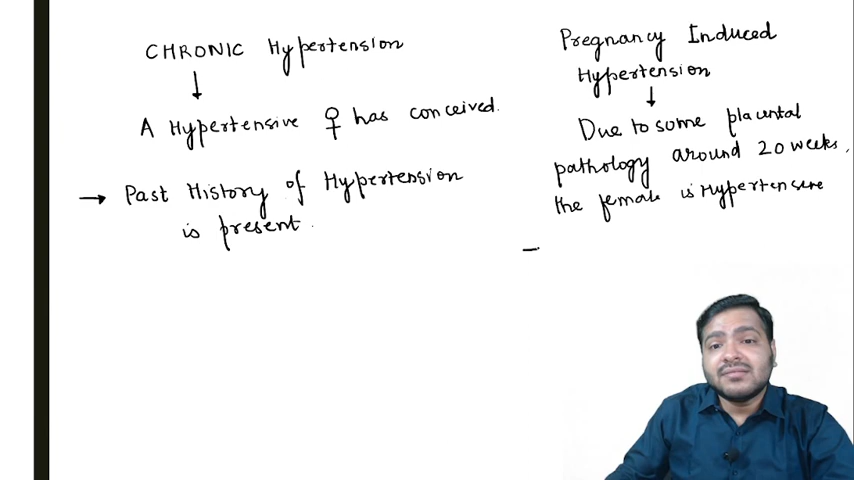 CHRONIC Hypertension
↓
A Hypertensive ♀ has conceived.
→ Past History of Hypertension
is present.
Pregnancy Induced
Hypertension
↓
Due to some placental
pathology around 20 weeks,
the female is Hypertensive
-